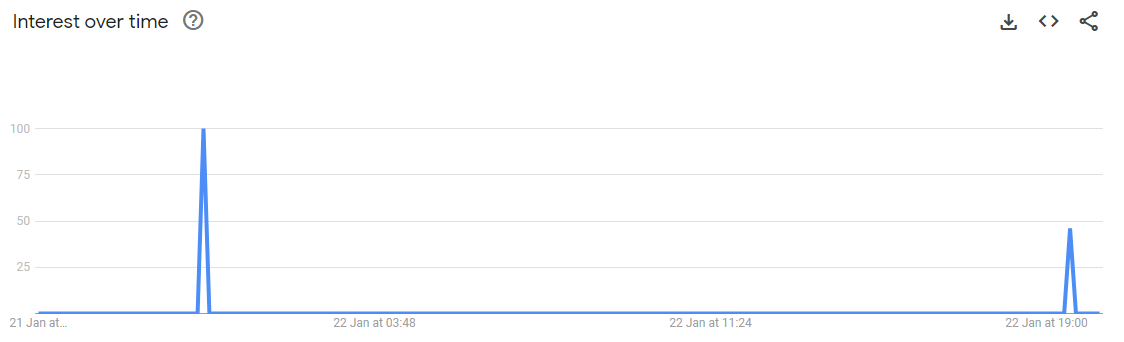 Interest over time
100
75
50
25
21 Jan at...
22 Jan at 03:48
22 Jan at 11:24
22 Jan at 19:00